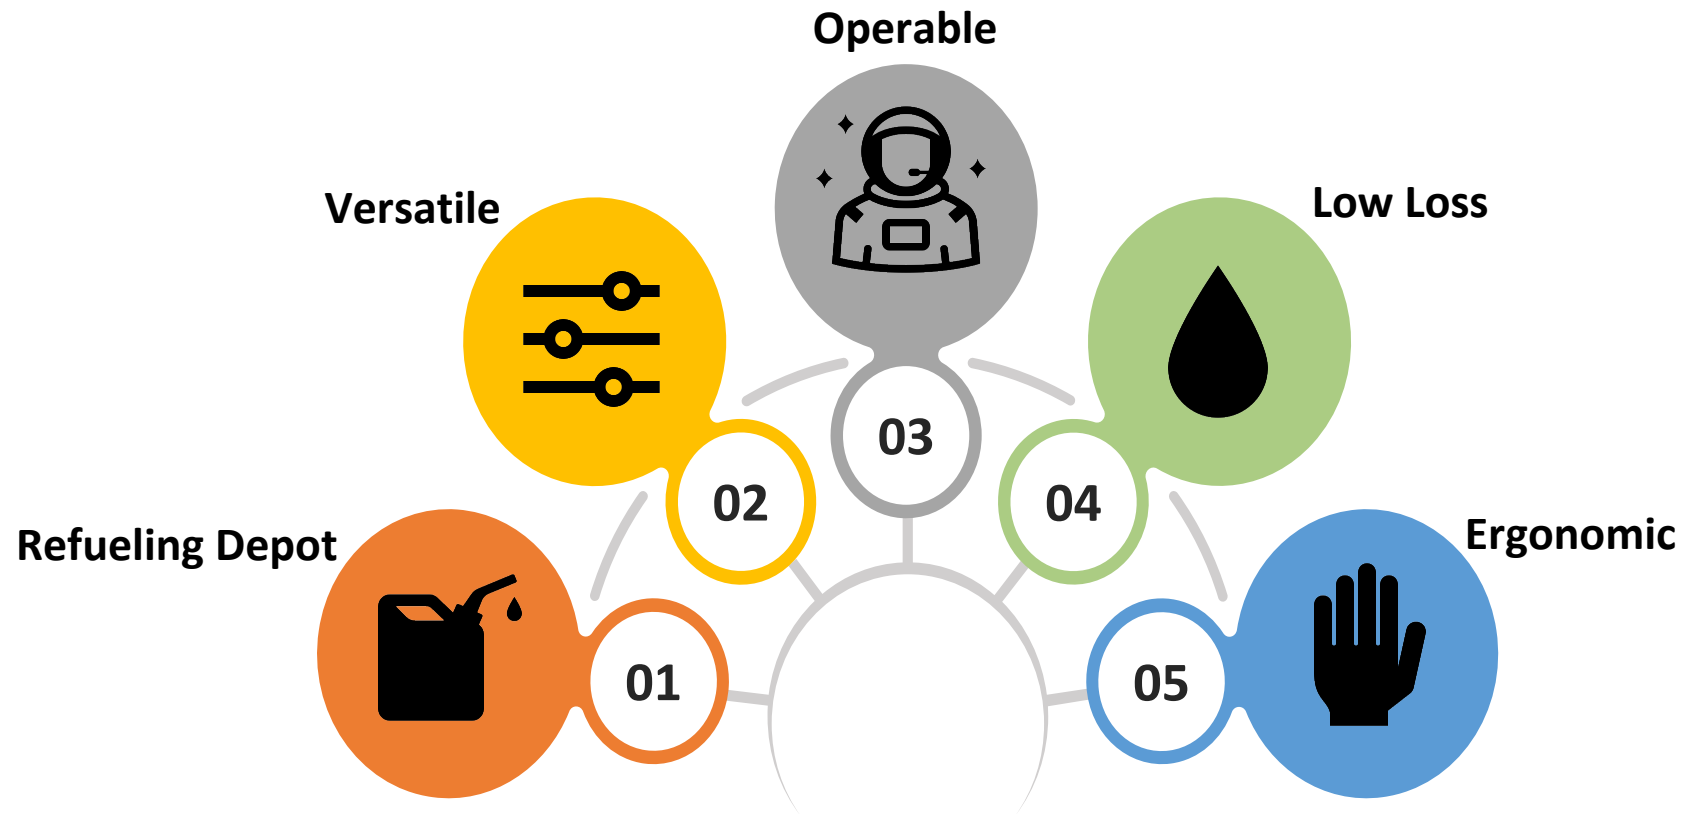 Operable
Versatile
Low Loss
03
02
04
Refueling Depot
Ergonomic
01
05